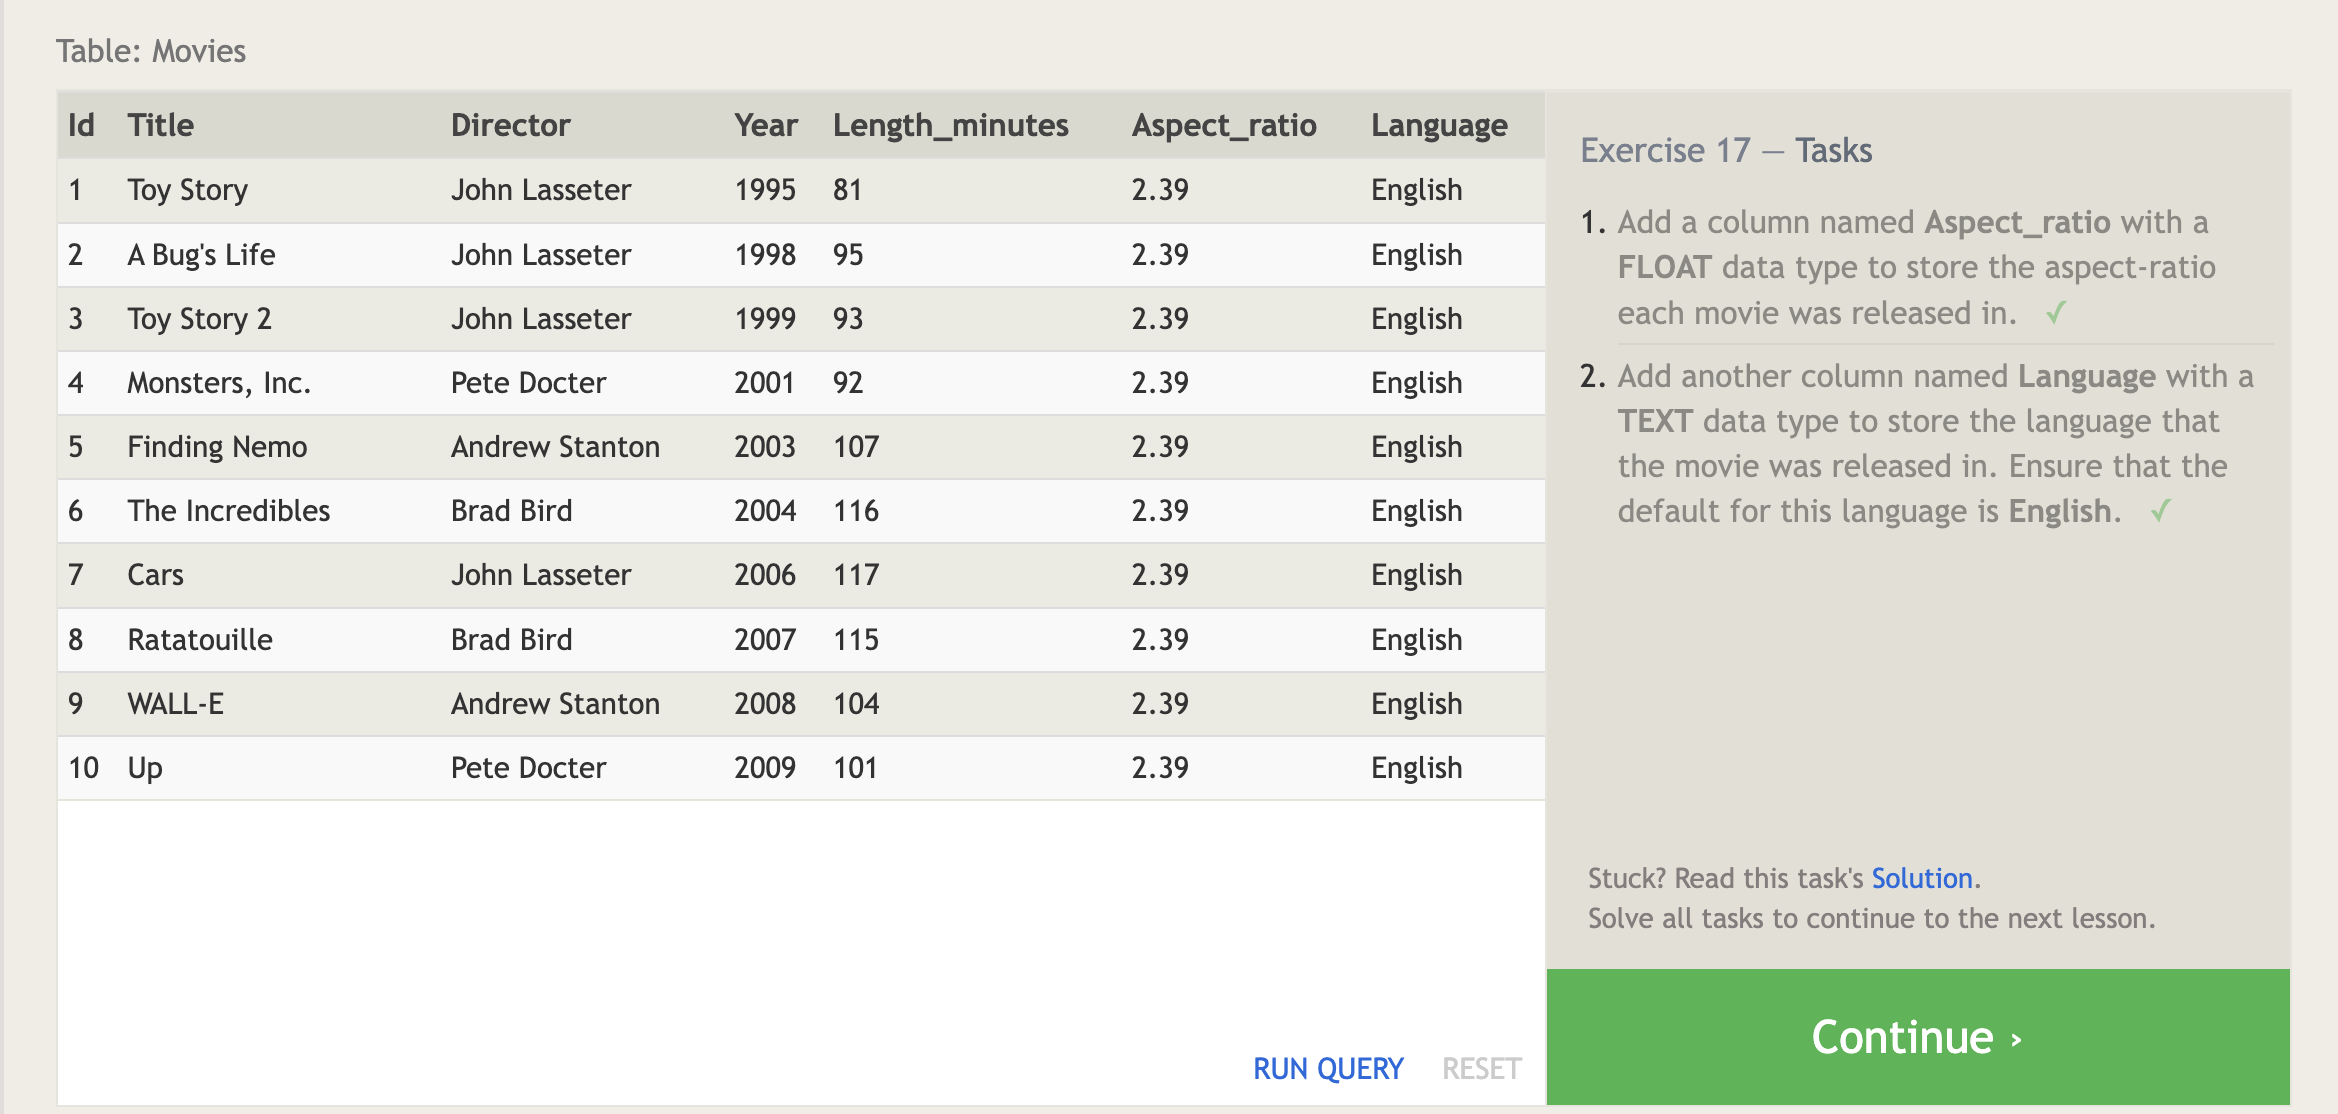 Table: Movies
Id Title Director Year Length_minutes Aspect_ratio Language
1 Toy Story John Lasseter 1995 81 2.39 English
2 A Bug's Life John Lasseter 1998 95 2.39 English
3 Toy Story 2 John Lasseter 1999 93 2.39 English
4 Monsters, Inc. Pete Docter 2001 92 2.39 English
5 Finding Nemo Andrew Stanton 2003 107 2.39 English
6 The Incredibles Brad Bird 2004 116 2.39 English
7 Cars John Lasseter 2006 117 2.39 English
8 Ratatouille Brad Bird 2007 115 2.39 English
9 WALL-E Andrew Stanton 2008 104 2.39 English
10 Up Pete Docter 2009 101 2.39 English
RUN QUERY RESET
Exercise 17 — Tasks
1. Add a column named Aspect_ratio with a
FLOAT data type to store the aspect-ratio
each movie was released in. ✓
2. Add another column named Language with a
TEXT data type to store the language that
the movie was released in. Ensure that the
default for this language is English. ✓
Stuck? Read this task's Solution.
Solve all tasks to continue to the next lesson.
Continue ›